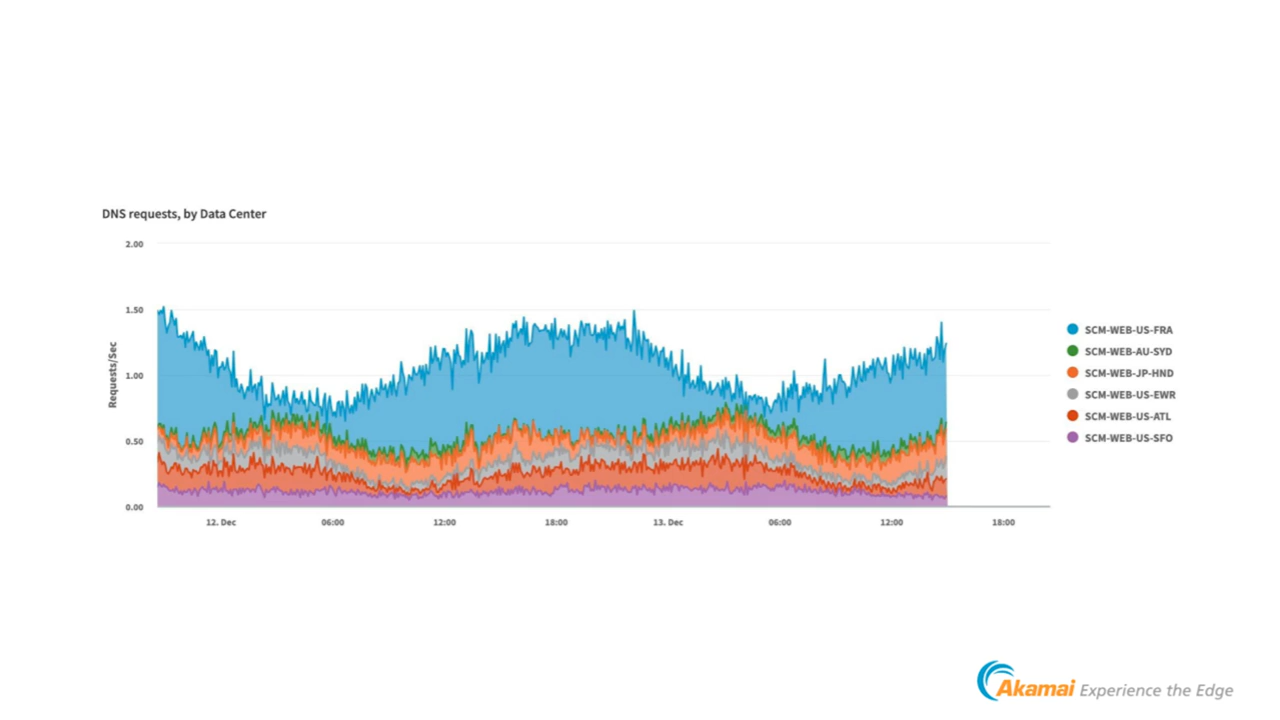 DNS requests, by Data Center
2.00
1.50
1.00
0.50
0.00
Requests/Sec
12. Dec
06:00
12:00
18:00
13. Dec
06:00
12:00
18:00
SCM-WEB-US-FRA
SCM-WEB-AU-SYD
SCM-WEB-JP-HND
SCM-WEB-US-EWR
SCM-WEB-US-ATL
SCM-WEB-US-SFO
Akamai Experience the Edge